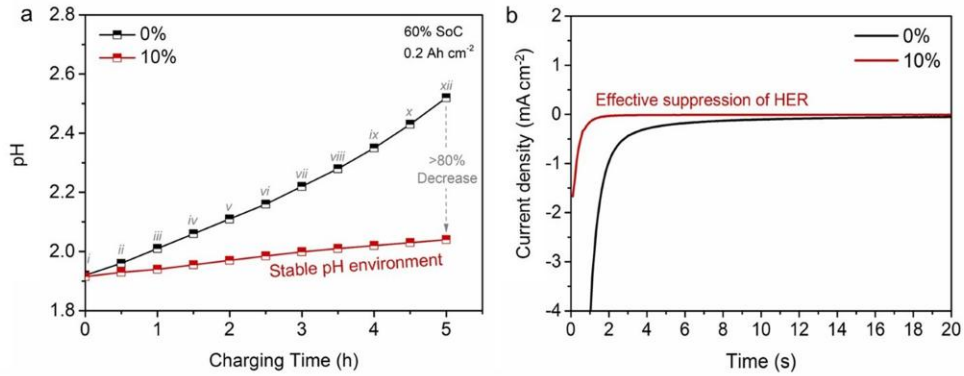 a
2.8
2.6
2.4
2.2
2.0
1.8
pH
0%
10%
60% SoC
0.2 Ah cm⁻²
i
ii
iii
iv
v
vi
vii
viii
ix
x
xii
>80%
Decrease
Stable pH environment
0 1 2 3 4 5
Charging Time (h)
b
2
1
0
-1
-2
-3
-4
Current density (mA cm⁻²)
0%
10%
Effective suppression of HER
0 2 4 6 8 10 12 14 16 18 20
Time (s)